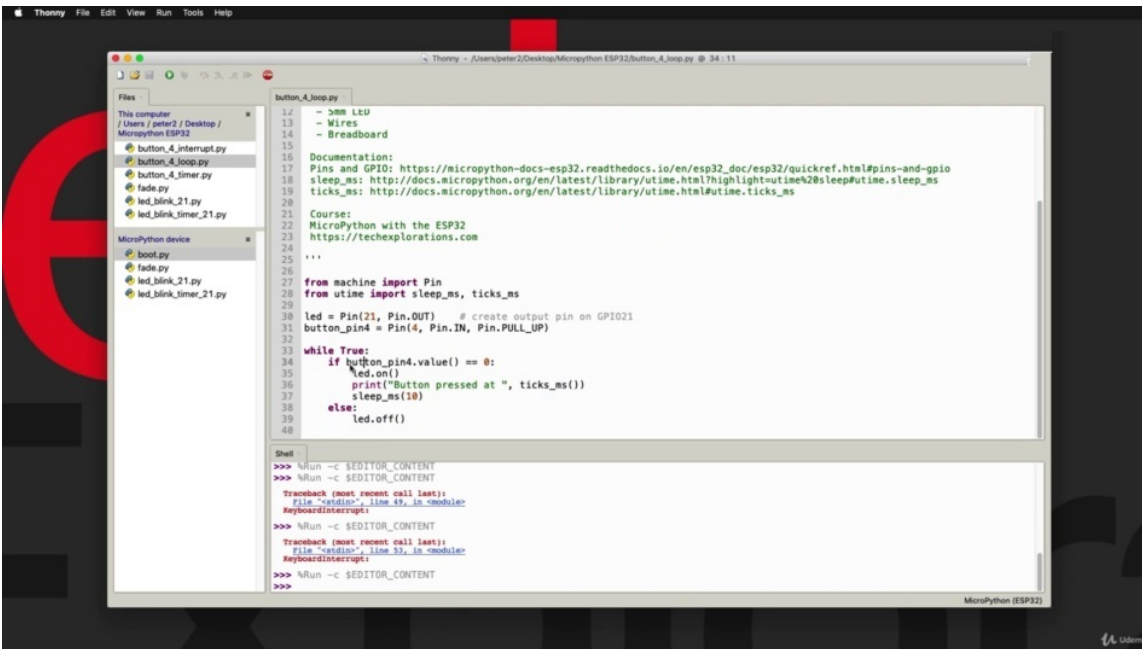 Thonny File Edit View Run Tools Help
Thonny - /Users/peter2/Desktop/Micropython ESP32/button_4_loop.py @ 34 : 11
Files
This computer
/ Users / peter2 / Desktop /
Micropython ESP32
button_4_interrupt.py
button_4_loop.py
button_4_timer.py
fade.py
led_blink_21.py
led_blink_timer_21.py
MicroPython device
boot.py
fade.py
led_blink_21.py
led_blink_timer_21.py
button_4_loop.py
12 - 5mm LED
13 - Wires
14 - Breadboard
15
16 Documentation:
17 Pins and GPIO: https://micropython-docs-esp32.readthedocs.io/en/esp32_doc/esp32/quickref.html#pins-and-gpio
18 sleep_ms: http://docs.micropython.org/en/latest/library/utime.html?highlight=utime%20sleep#utime.sleep_ms
19 ticks_ms: http://docs.micropython.org/en/latest/library/utime.html#utime.ticks_ms
20
21 Course:
22 MicroPython with the ESP32
23 https://techexplorations.com
24
25 '''
26
27 from machine import Pin
28 from utime import sleep_ms, ticks_ms
29
30 led = Pin(21, Pin.OUT) # create output pin on GPIO21
31 button_pin4 = Pin(4, Pin.IN, Pin.PULL_UP)
32
33 while True:
34 if button_pin4.value() == 0:
35 led.on()
36 print("Button pressed at ", ticks_ms())
37 sleep_ms(10)
38 else:
39 led.off()
40
Shell
>>> %Run -c $EDITOR_CONTENT
>>> %Run -c $EDITOR_CONTENT
Traceback (most recent call last):
File "<stdin>", line 49, in <module>
KeyboardInterrupt:
>>> %Run -c $EDITOR_CONTENT
Traceback (most recent call last):
File "<stdin>", line 53, in <module>
KeyboardInterrupt:
>>> %Run -c $EDITOR_CONTENT
>>>
MicroPython (ESP32)
Udem